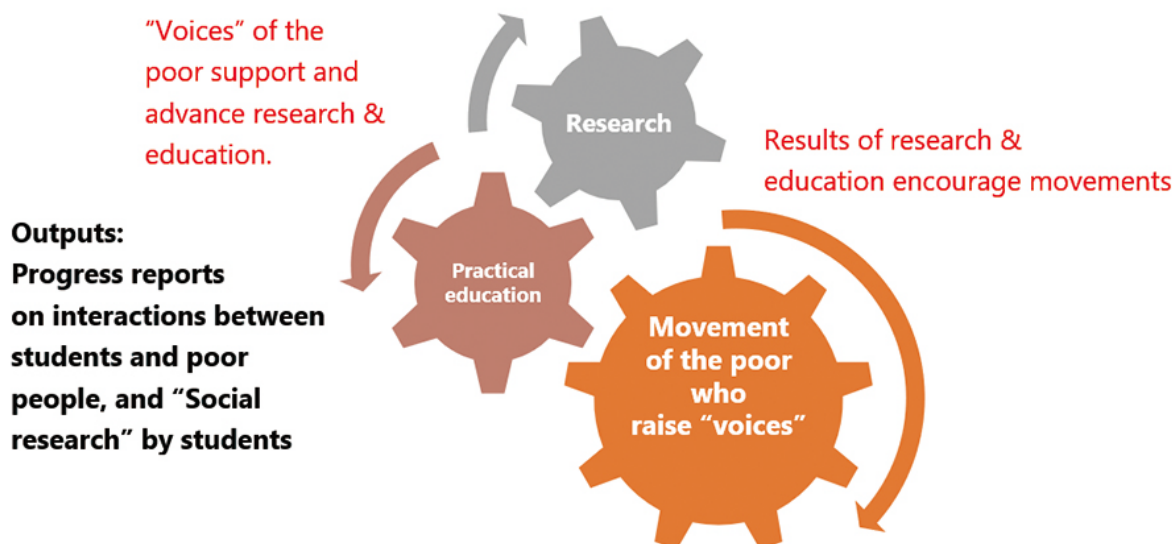 “Voices” of the
poor support and
advance research &
education.
Research
Results of research &
education encourage movements
Outputs:
Progress reports
on interactions between
students and poor
people, and “Social
research” by students
Practical
education
Movement
of the poor
who
raise “voices”